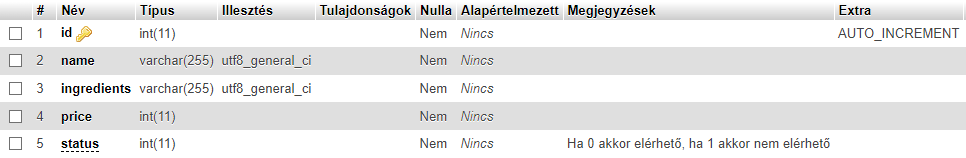 # Név Típus Illesztés Tulajdonságok Nulla Alapértelmezett Megjegyzések Extra
1 id int(11) Nem Nincs AUTO_INCREMENT
2 name varchar(255) utf8_general_ci Nem Nincs
3 ingredients varchar(255) utf8_general_ci Nem Nincs
4 price int(11) Nem Nincs
5 status int(11) Nem Nincs Ha 0 akkor elérhető, ha 1 akkor nem elérhető